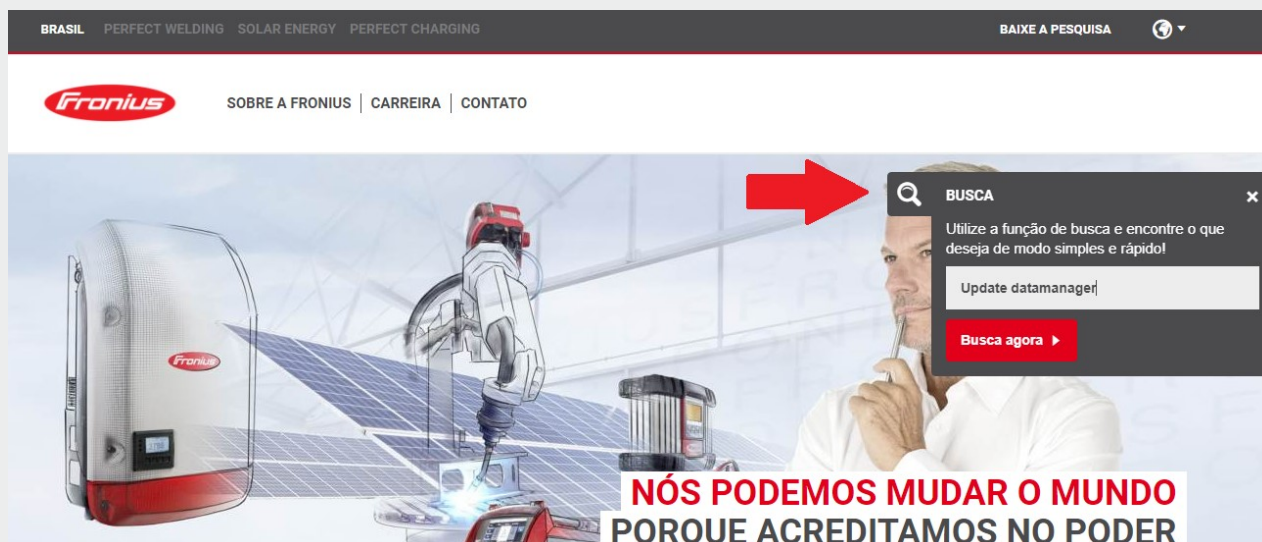 BRASIL PERFECT WELDING SOLAR ENERGY PERFECT CHARGING BAIXE A PESQUISA
Fronius SOBRE A FRONIUS CARREIRA CONTATO
BUSCA
Utilize a função de busca e encontre o que
deseja de modo simples e rápido!
Update datamanager
Busca agora
Fronius
NÓS PODEMOS MUDAR O MUNDO
PORQUE ACREDITAMOS NO PODER